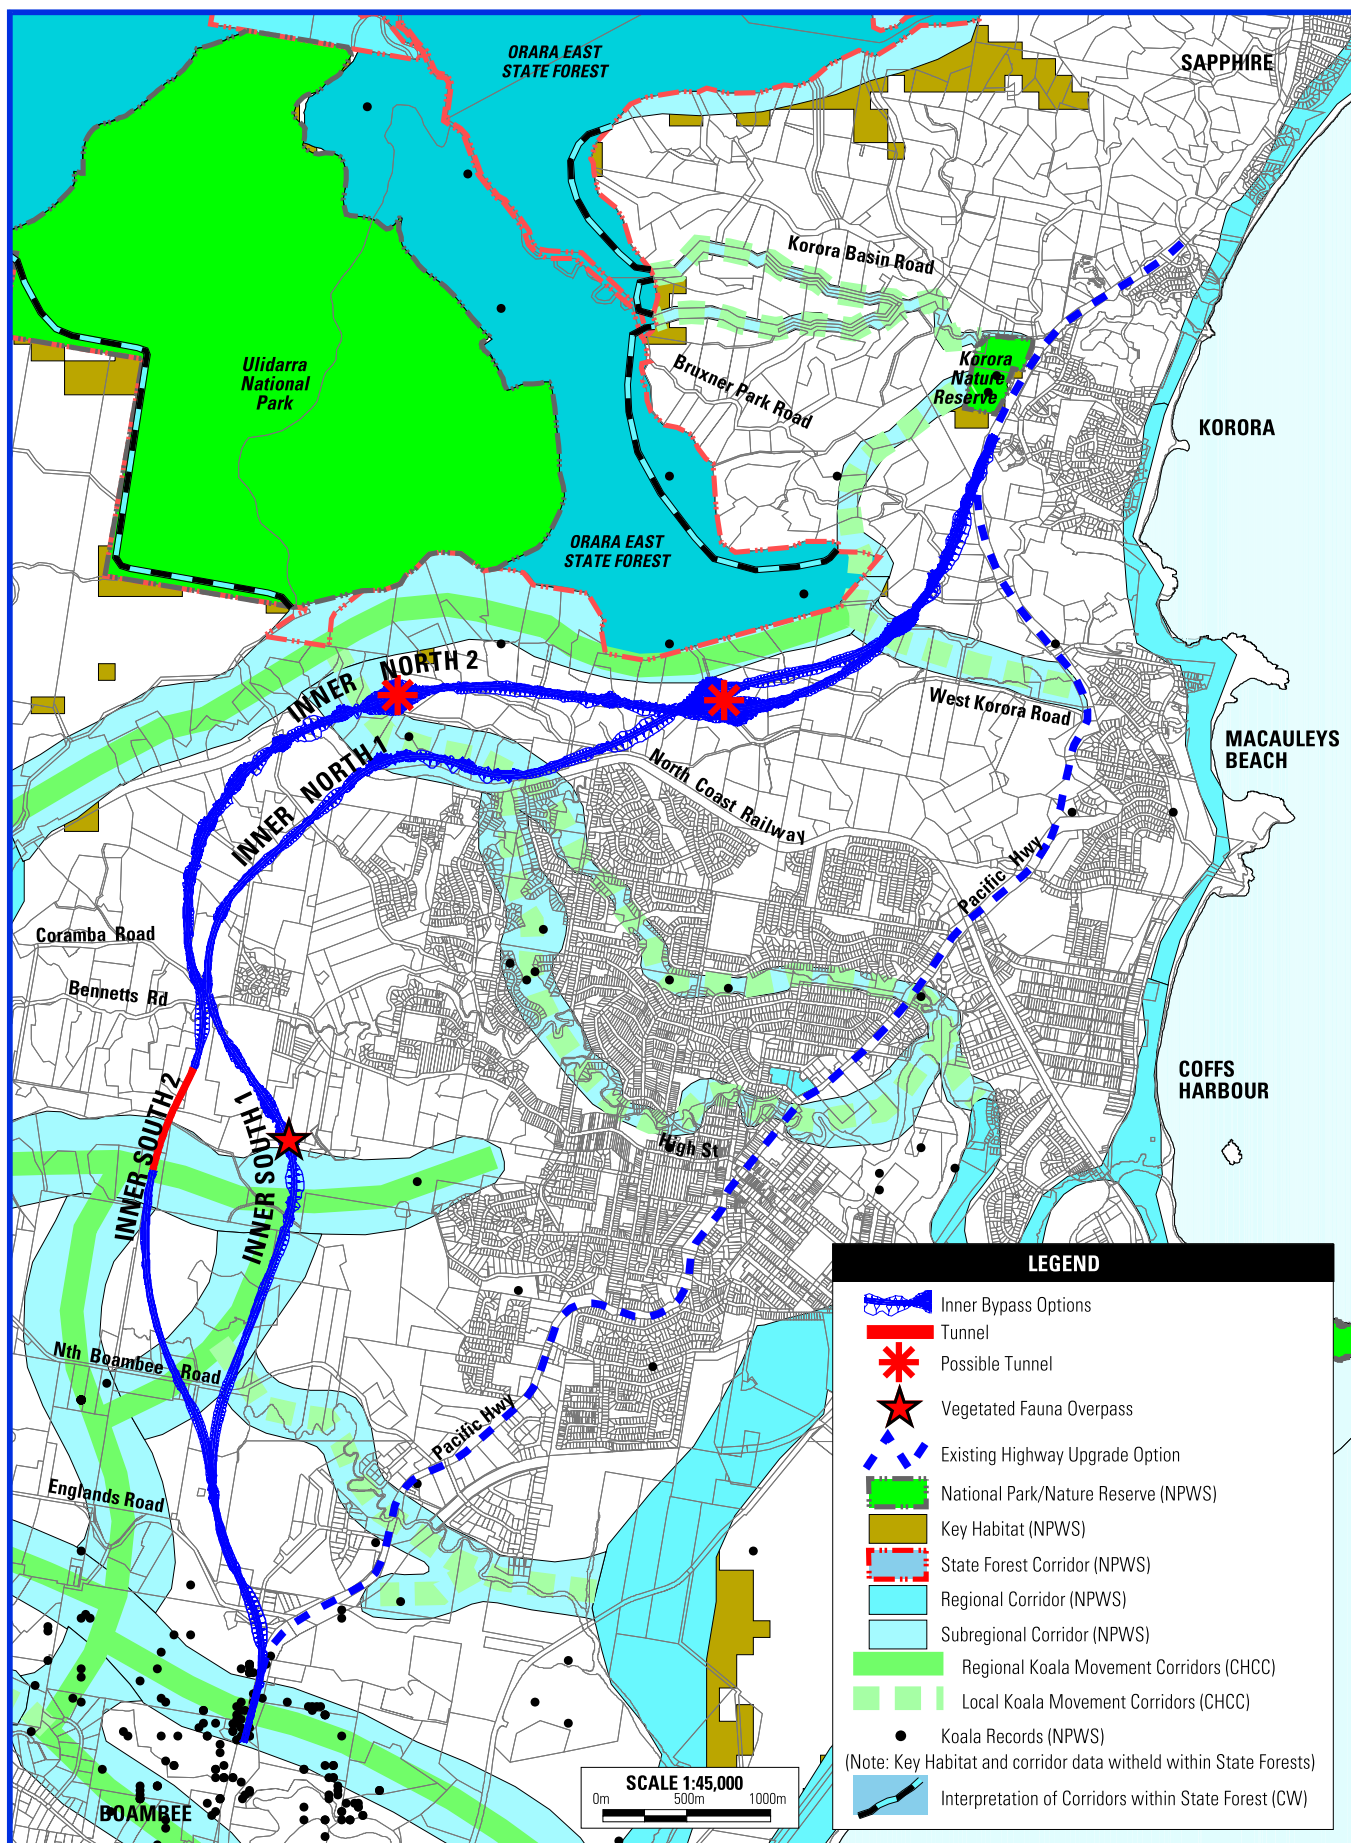 ORARA EAST
STATE FOREST
SAPPHIRE
Korora Basin Road
Ulidarra
National
Park
Korora
Nature
Reserve
Bruxner Park Road
KORORA
ORARA EAST
STATE FOREST
INNER NORTH 2
West Korora Road
MACAULEYS
BEACH
INNER NORTH 1
North Coast Railway
Pacific Hwy
Coramba Road
Bennetts Rd
COFFS
HARBOUR
INNER SOUTH 2
INNER SOUTH 1
High St
Nth Boambee Road
Pacific Hwy
Englands Road
BOAMBEE
SCALE 1:45,000
0m 500m 1000m
LEGEND
Inner Bypass Options
Tunnel
Possible Tunnel
Vegetated Fauna Overpass
Existing Highway Upgrade Option
National Park/Nature Reserve (NPWS)
Key Habitat (NPWS)
State Forest Corridor (NPWS)
Regional Corridor (NPWS)
Subregional Corridor (NPWS)
Regional Koala Movement Corridors (CHCC)
Local Koala Movement Corridors (CHCC)
Koala Records (NPWS)
(Note: Key Habitat and corridor data witheld within State Forests)
Interpretation of Corridors within State Forest (CW)